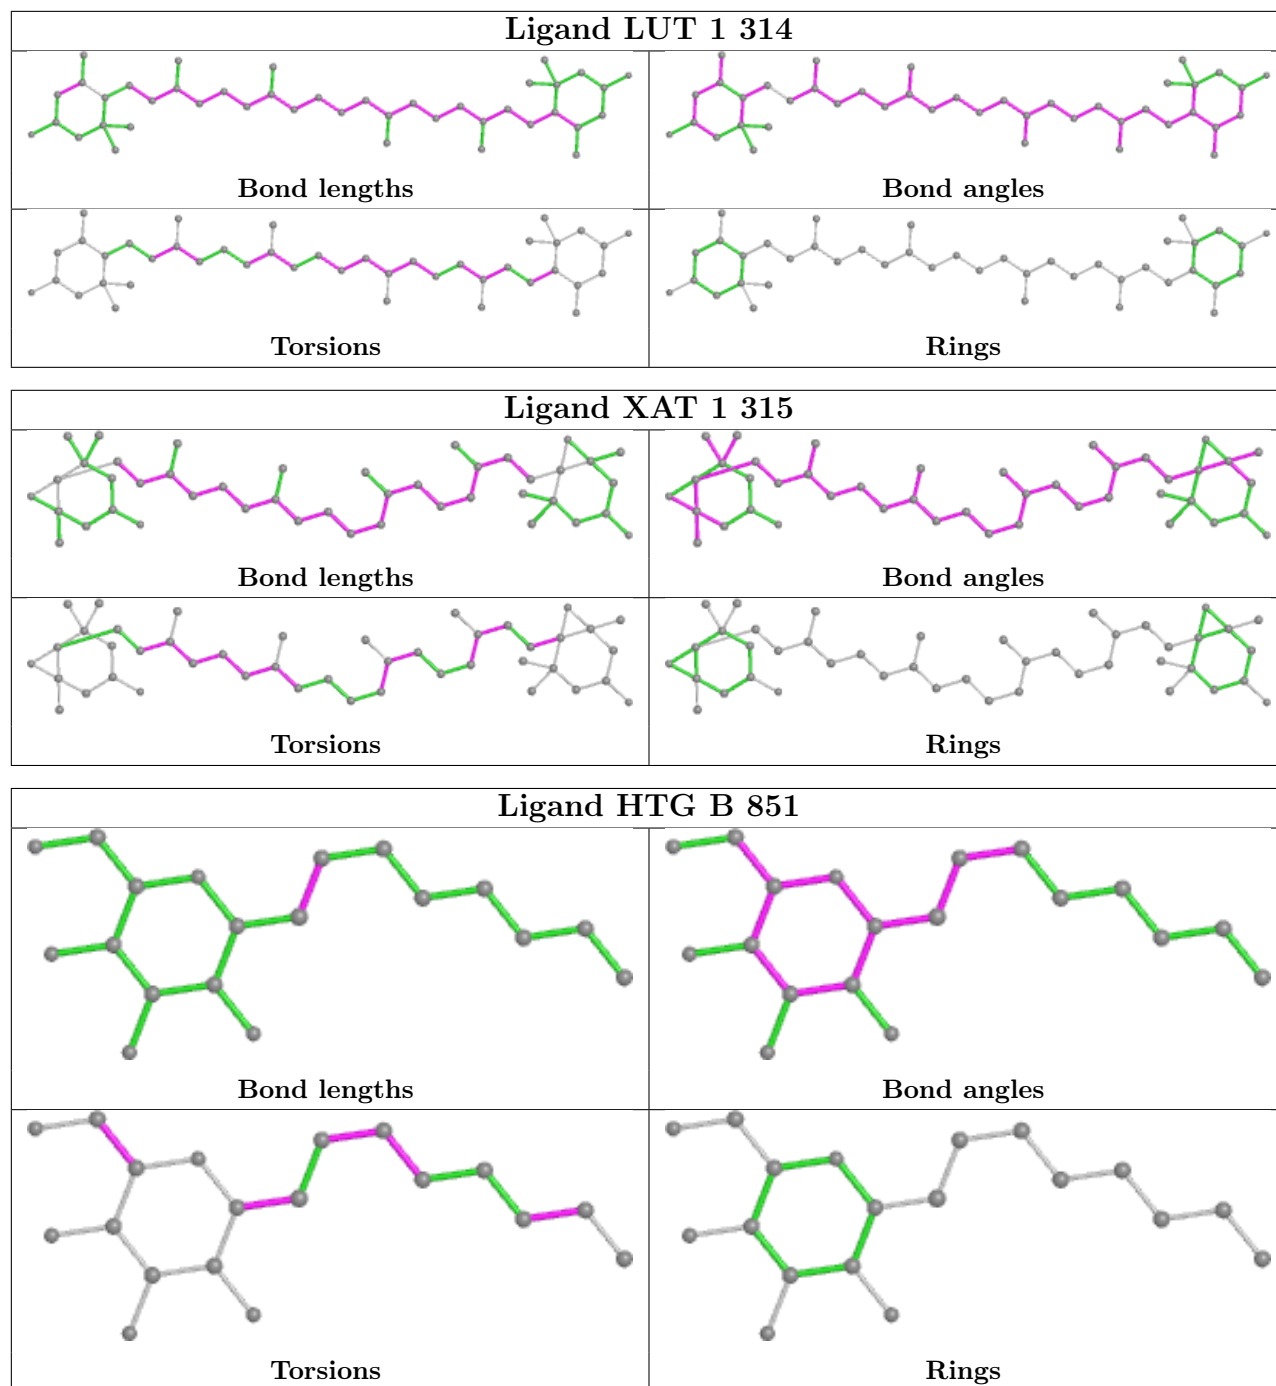 Ligand LUT 1 314
Bond lengths
Bond angles
Torsions
Rings
Ligand XAT 1 315
Bond lengths
Bond angles
Torsions
Rings
Ligand HTG B 851
Bond lengths
Bond angles
Torsions
Rings